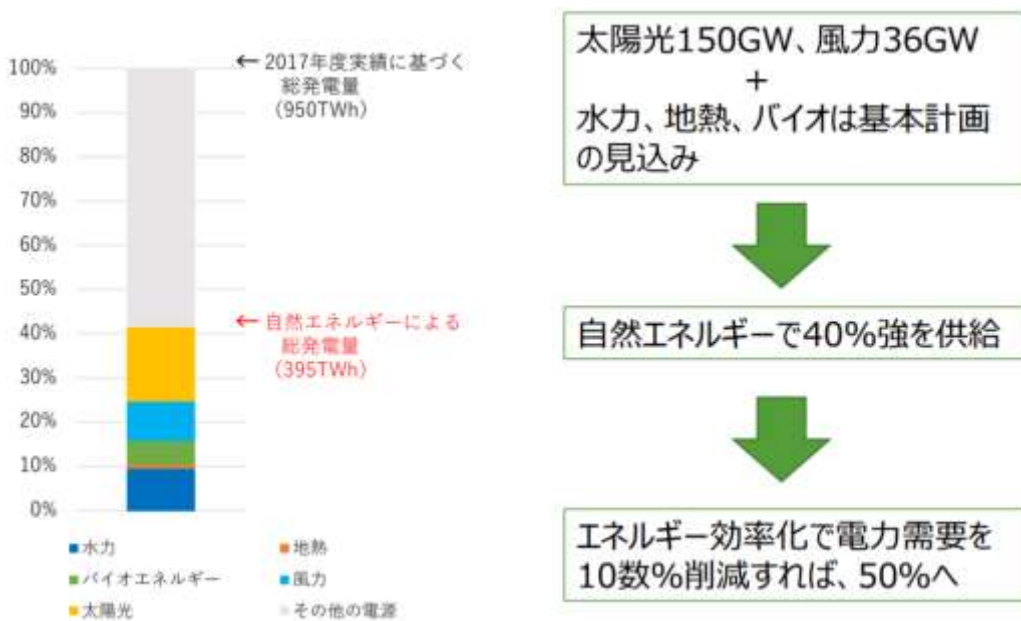 100%
90%
80%
70%
60%
50%
40%
30%
20%
10%
0%
← 2017年度実績に基づく
総発電量
（950TWh）
← 自然エネルギーによる
総発電量
（395TWh）
■水力
■地熱
■バイオエネルギー
■風力
■太陽光
■その他の電源
太陽光150GW、風力36GW
+
水力、地熱、バイオは基本計画
の見込み
自然エネルギーで40%強を供給
エネルギー効率化で電力需要を
10数%削減すれば、50%へ